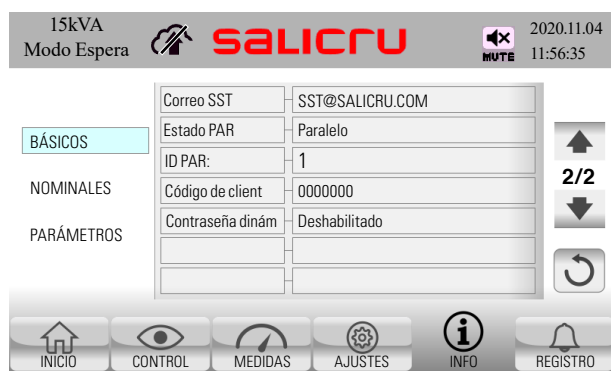 15kVA
Modo Espera
salicru
MUTE
2020.11.04
11:56:35
BÁSICOS
NOMINALES
PARÁMETROS
Correo SST SST@SALICRU.COM
Estado PAR Paralelo
ID PAR: 1
Código de client 0000000
Contraseña dinám Deshabilitado
2/2
INICIO
CONTROL
MEDIDAS
AJUSTES
INFO
REGISTRO